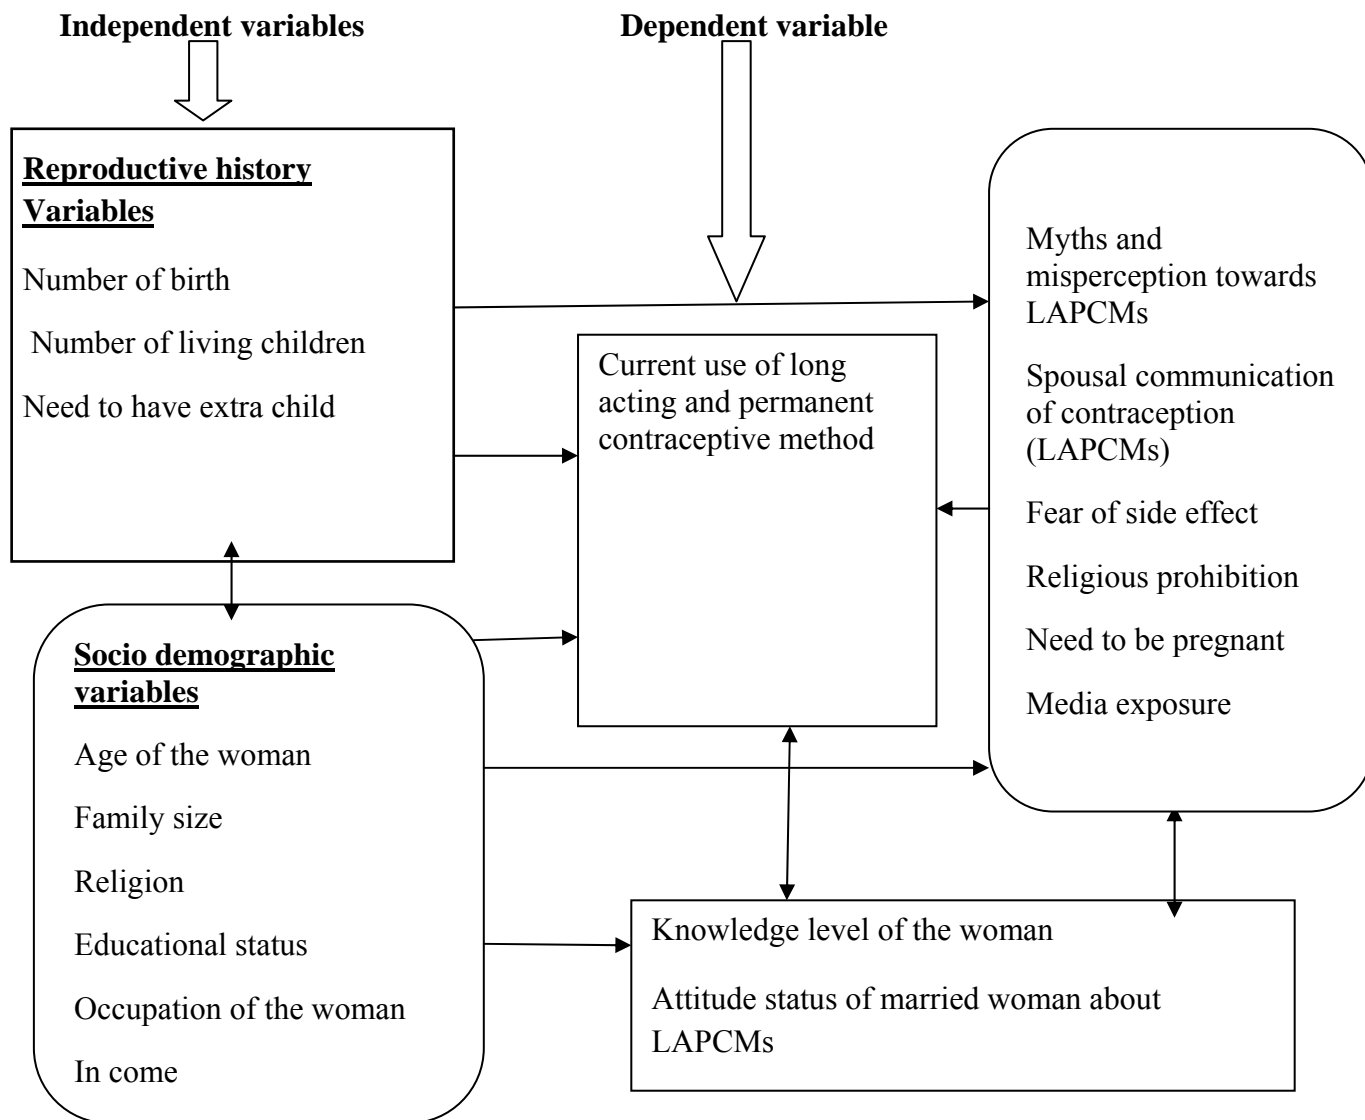 Independent variables
Dependent variable
Reproductive history
Variables
Number of birth
Number of living children
Need to have extra child
Current use of long
acting and permanent
contraceptive method
Myths and
misperception towards
LAPCMs
Spousal communication
of contraception
(LAPCMs)
Fear of side effect
Religious prohibition
Need to be pregnant
Media exposure
Socio demographic
variables
Age of the woman
Family size
Religion
Educational status
Occupation of the woman
In come
Knowledge level of the woman
Attitude status of married woman about
LAPCMs